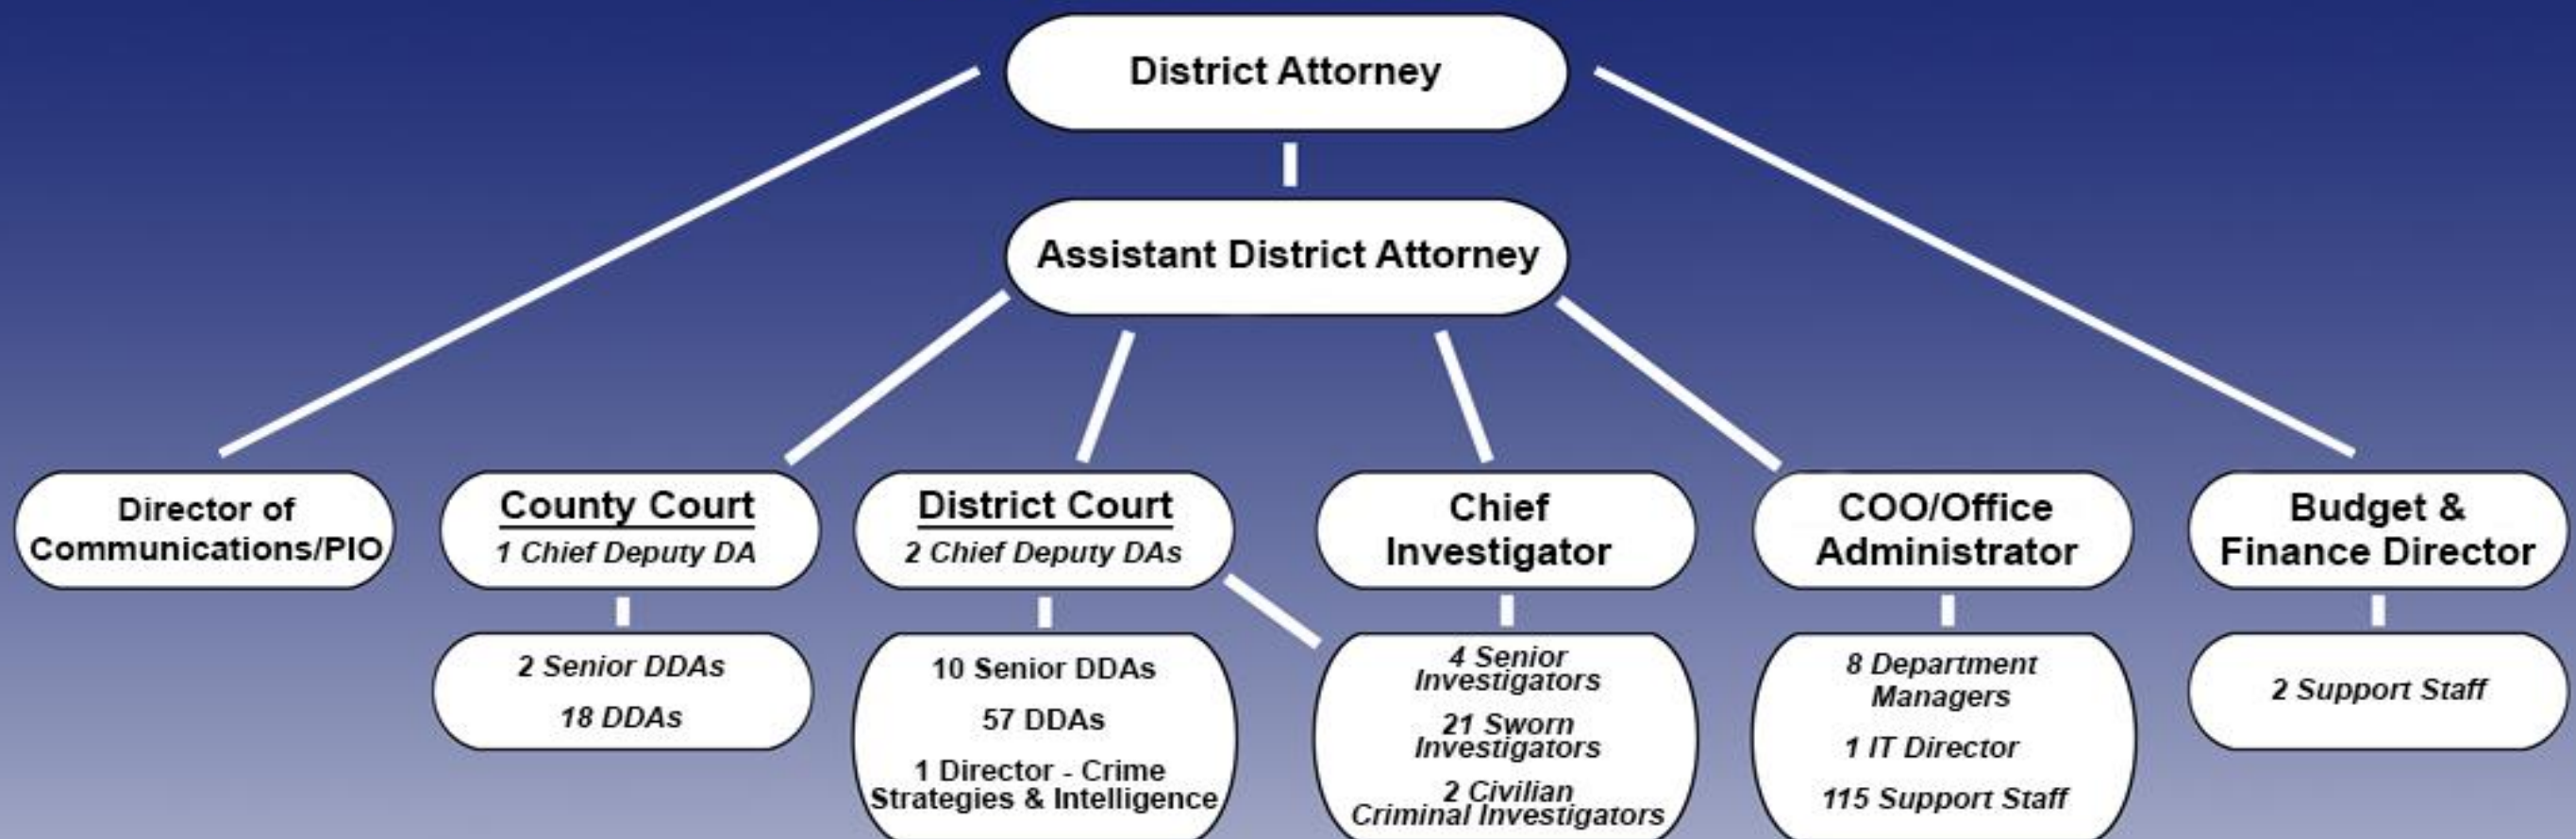 District Attorney
Assistant District Attorney
Director of
Communications/PIO
County Court
1 Chief Deputy DA
District Court
2 Chief Deputy DAs
Chief
Investigator
COO/Office
Administrator
Budget &
Finance Director
2 Senior DDAs
18 DDAs
10 Senior DDAs
57 DDAs
1 Director - Crime
Strategies & Intelligence
4 Senior
Investigators
21 Sworn
Investigators
2 Civilian
Criminal Investigators
8 Department
Managers
1 IT Director
115 Support Staff
2 Support Staff